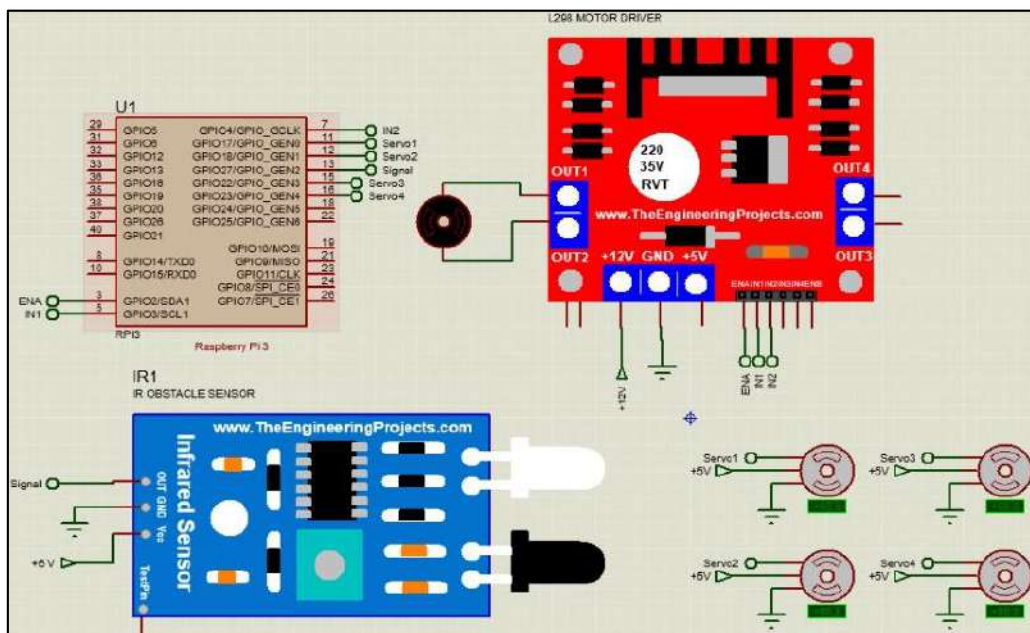 L298 MOTOR DRIVER
U1
29 GPIO5
31 GPIO6
32 GPIO12
33 GPIO13
36 GPIO16
35 GPIO19
38 GPIO20
37 GPIO26
40 GPIO21
8 GPIO14/TXD0
10 GPIO15/RXD0
ENA 3 GPIO2/SDA1
IN1 5 GPIO3/SCL1
GPIO4/GPIO_GCLK 7 IN2
GPIO17/GPIO_GEN0 11 Servo1
GPIO18/GPIO_GEN1 12 Servo2
GPIO27/GPIO_GEN2 13 Signal
GPIO22/GPIO_GEN3 15 Servo3
GPIO23/GPIO_GEN4 16 Servo4
GPIO24/GPIO_GEN5 18
GPIO25/GPIO_GEN6 22
GPIO10/MOSI 19
GPIO9/MISO 21
GPIO11/CLK 23
GPIO8/SPI_CE0 24
GPIO7/SPI_CE1 26
RPI3
Raspberry Pi 3
220
35V
RVT
OUT1
OUT4
www.TheEngineeringProjects.com
OUT2
+12V GND +5V
OUT3
ENA IN1 IN2
+12V
ENA
IN1
IN2
IR1
IR OBSTACLE SENSOR
www.TheEngineeringProjects.com
Infrared Sensor
Signal
OUT
GND
Vcc
+5 V
TestPin
Servo1
+5V
Servo3
+5V
Servo2
+5V
Servo4
+5V